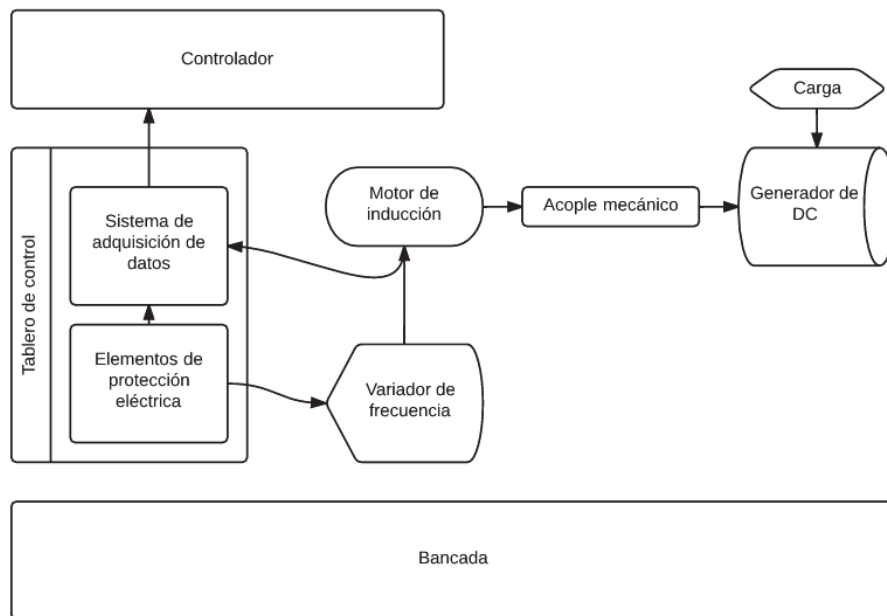 Controlador
Carga
Tablero de control
Sistema de
adquisición de
datos
Motor de
inducción
Acople mecánico
Generador de
DC
Elementos de
protección
eléctrica
Variador de
frecuencia
Bancada